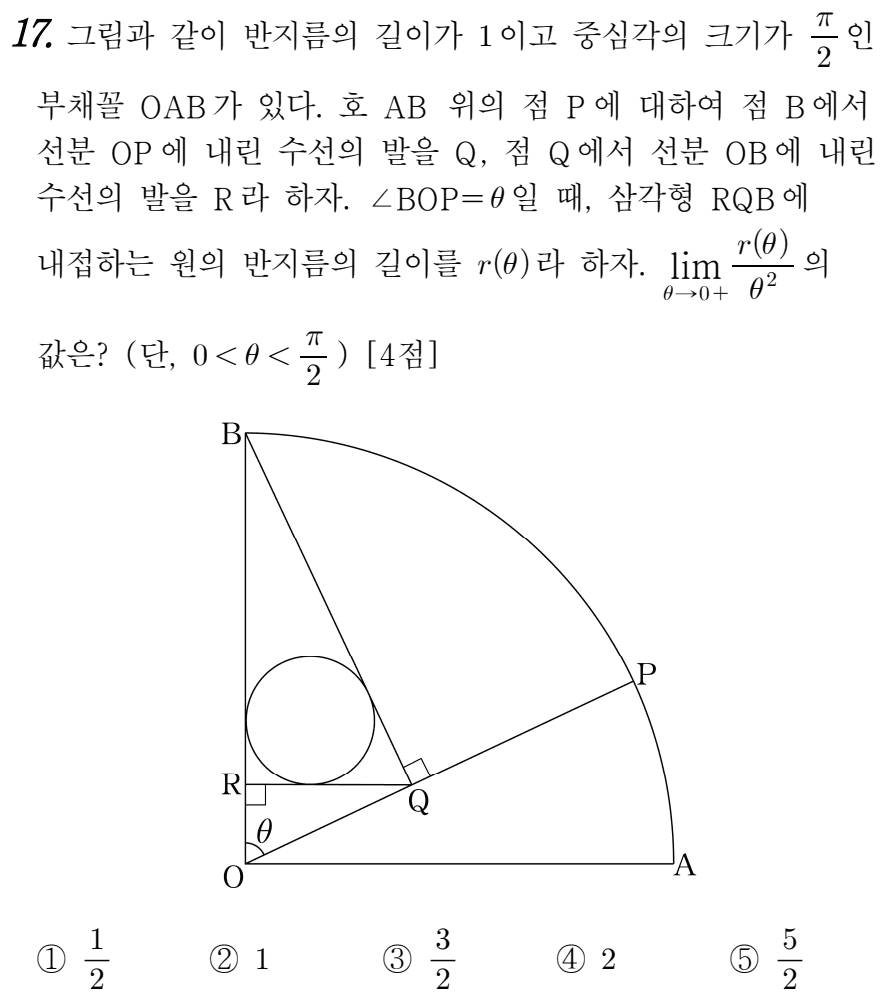 17. 그림과 같이 반지름의 길이가 1이고 중심각의 크기가 π/2 인
부채꼴 OAB가 있다. 호 AB 위의 점 P에 대하여 점 B에서
선분 OP에 내린 수선의 발을 Q, 점 Q에서 선분 OB에 내린
수선의 발을 R라 하자. ∠BOP=θ일 때, 삼각형 RQB에
내접하는 원의 반지름의 길이를 r(θ)라 하자. lim θ→0+ r(θ)/θ² 의
값은? (단, 0<θ<π/2) [4점]
B
P
R
Q
θ
O
A
① 1/2 ② 1 ③ 3/2 ④ 2 ⑤ 5/2